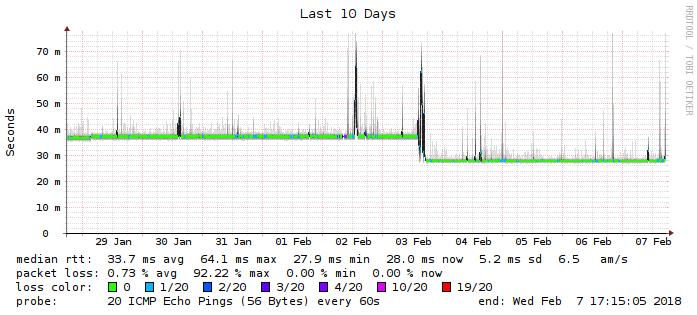 Last 10 Days
RRDTOOL / TOBI OETIKER
Seconds
70 m
60 m
50 m
40 m
30 m
20 m
10 m
0
29 Jan 30 Jan 31 Jan 01 Feb 02 Feb 03 Feb 04 Feb 05 Feb 06 Feb 07 Feb
median rtt: 33.7 ms avg 64.1 ms max 27.9 ms min 28.0 ms now 5.2 ms sd 6.5 am/s
packet loss: 0.73 % avg 92.22 % max 0.00 % min 0.00 % now
loss color: 0 1/20 2/20 3/20 4/20 10/20 19/20
probe: 20 ICMP Echo Pings (56 Bytes) every 60s end: Wed Feb 7 17:15:05 2018